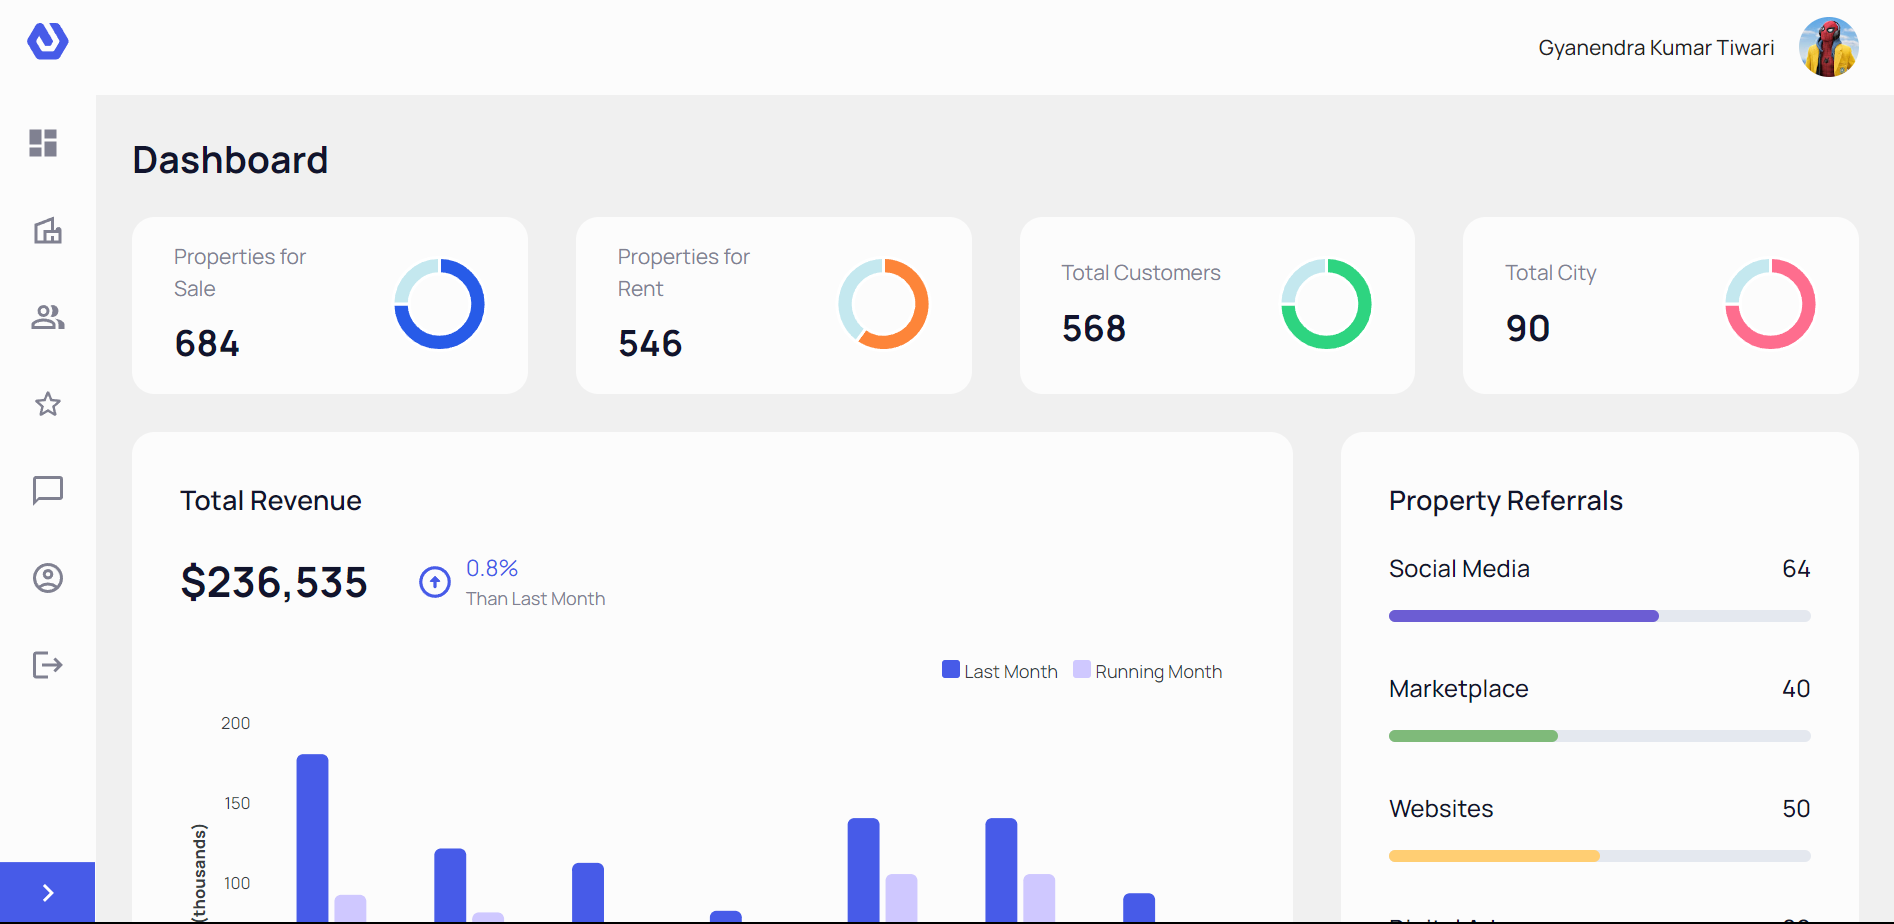 Gyanendra Kumar Tiwari
Dashboard
Properties for
Sale
684
Properties for
Rent
546
Total Customers
568
Total City
90
Total Revenue
$236,535
0.8%
Than Last Month
Last Month
Running Month
200
150
100
(thousands)
Property Referrals
Social Media
64
Marketplace
40
Websites
50